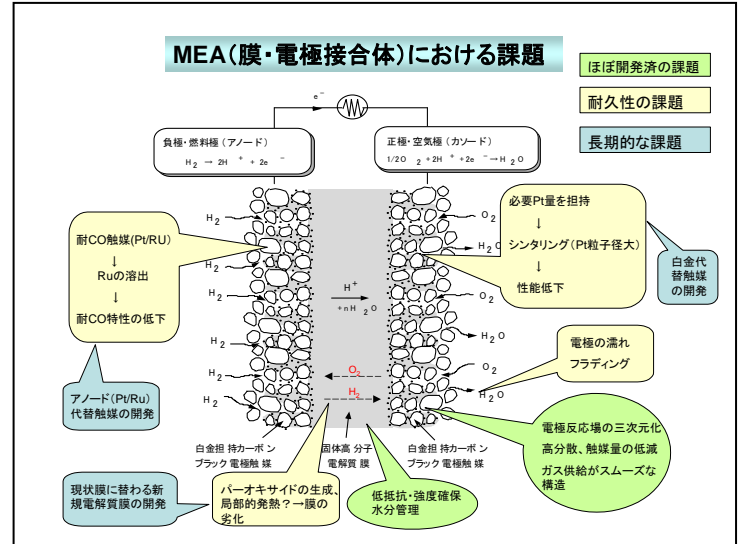 MEA(膜・電極接合体)における課題
ほぼ開発済の課題
耐久性の課題
長期的な課題
e⁻
負極・燃料極(アノード)
H₂ → 2H⁺ + 2e⁻
正極・空気極(カソード)
1/2O₂+2H⁺+2e⁻→H₂O
耐CO触媒(Pt/RU)
↓
Ruの溶出
↓
耐CO特性の低下
アノード(Pt/Ru)
代替触媒の開発
H₂
H₂
H₂
H₂
H₂
H₂
H₂
H⁺
+nH₂O
O₂
H₂
O₂
H₂O
O₂
H₂O
O₂
H₂O
必要Pt量を担持
↓
シンタリング(Pt粒子径大)
↓
性能低下
白金代
替触媒
の開発
電極の濡れ
フラディング
電極反応場の三次元化
高分散、触媒量の低減
ガス供給がスムーズな
構造
白金担持カーボン
ブラック電極触媒
固体高分子
電解質膜
白金担持カーボン
ブラック電極触媒
現状膜に替わる新
規電解質膜の開発
パーオキサイドの生成、
局部的発熱?→膜の
劣化
低抵抗・強度確保
水分管理